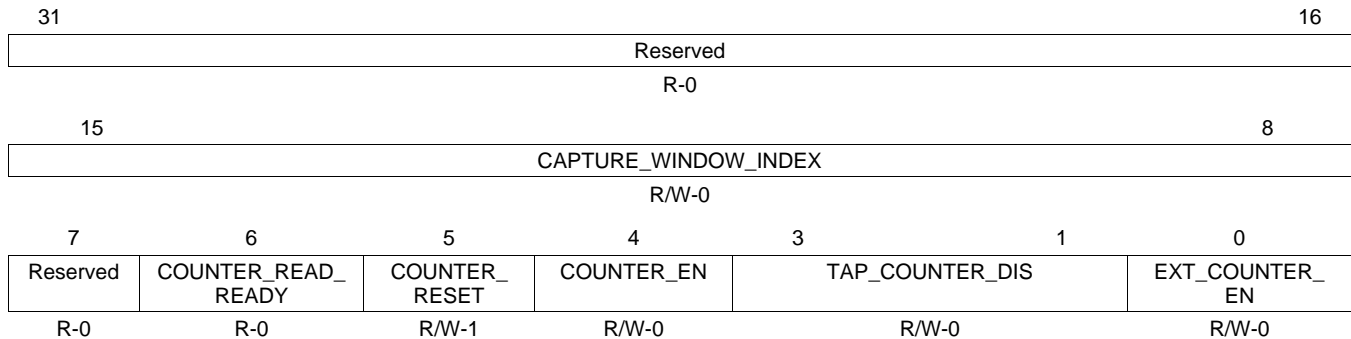 31 16
Reserved
R-0
15 8
CAPTURE_WINDOW_INDEX
R/W-0
7 6 5 4 3 1 0
Reserved COUNTER_READ_ COUNTER_ COUNTER_EN TAP_COUNTER_DIS EXT_COUNTER_
READY RESET EN
R-0 R-0 R/W-1 R/W-0 R/W-0 R/W-0